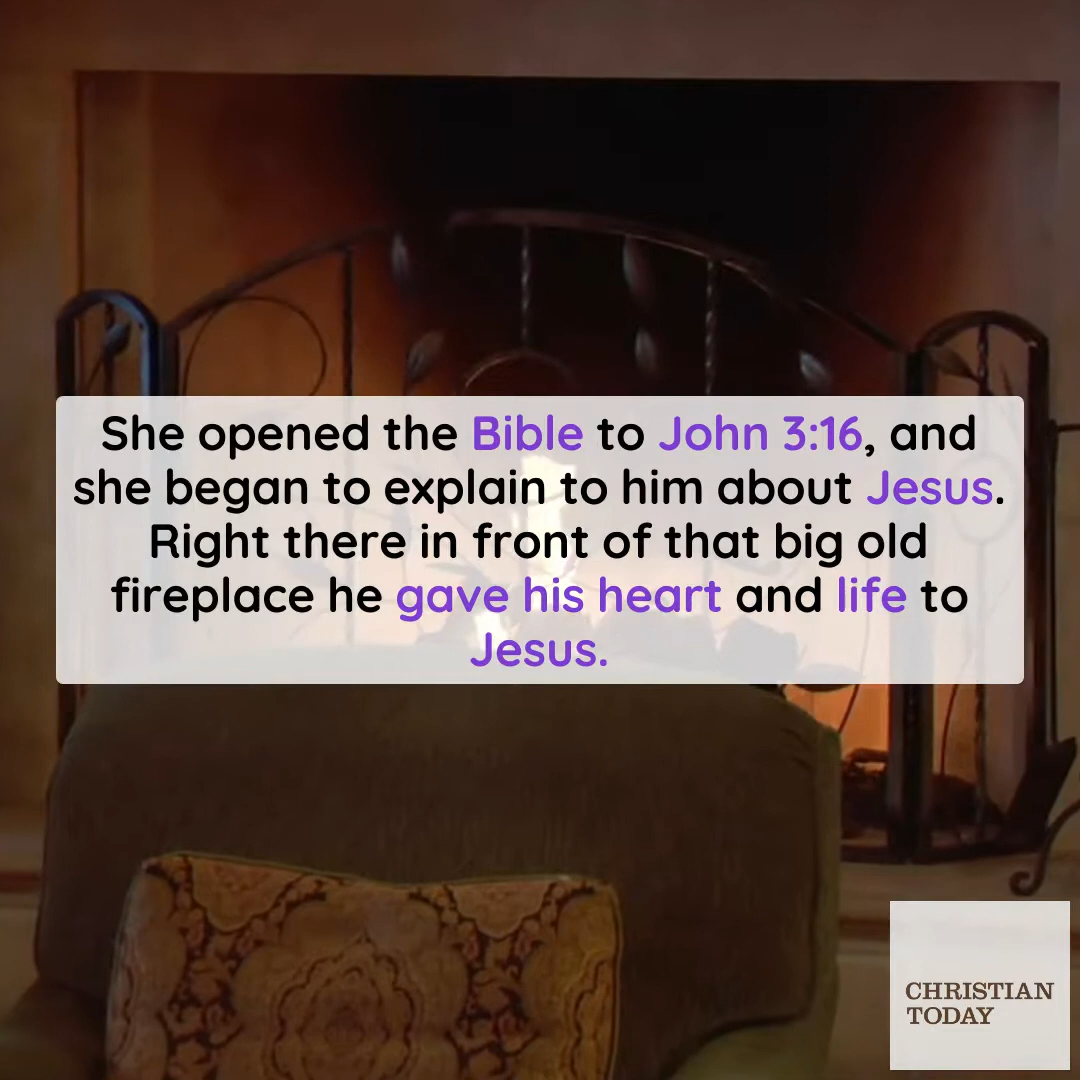 She opened the Bible to John 3:16, and
she began to explain to him about Jesus.
Right there in front of that big old
fireplace he gave his heart and life to
Jesus.
CHRISTIAN
TODAY